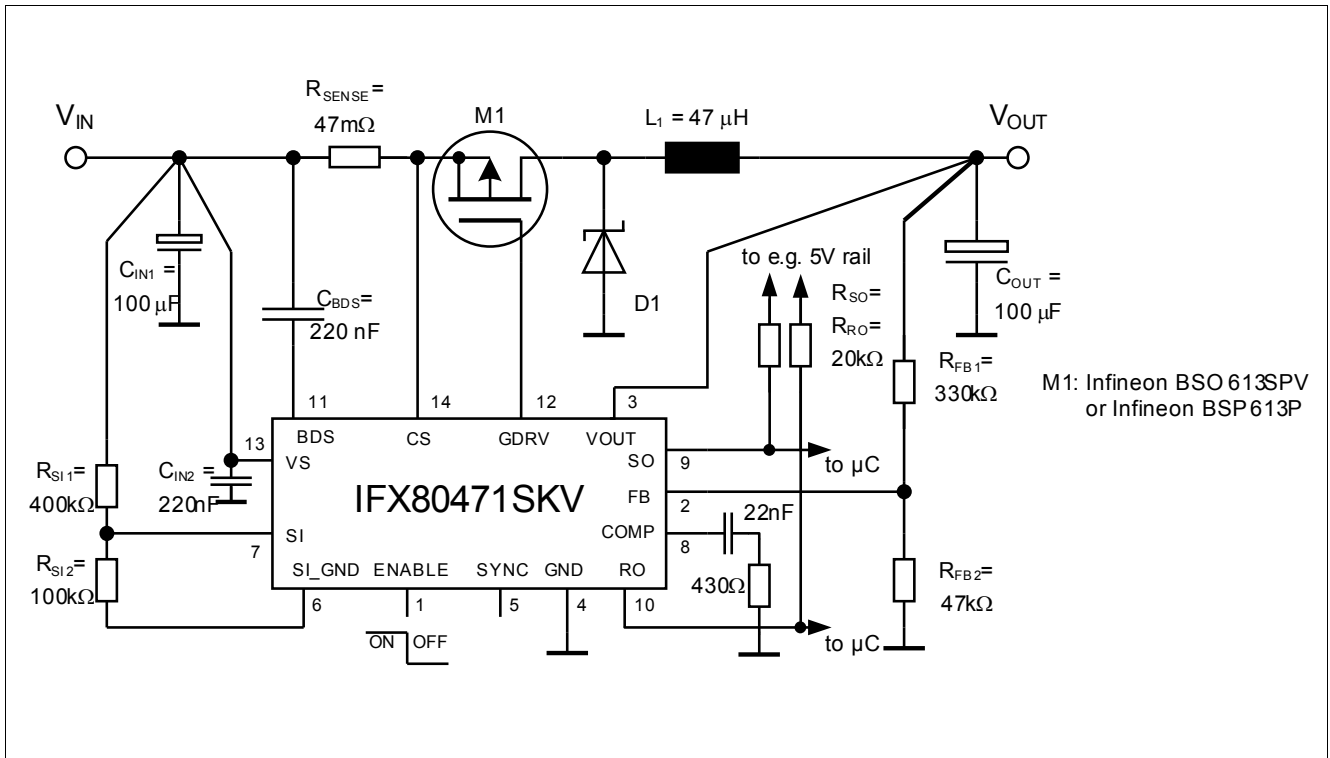 R_SENSE=
47mΩ
M1
L₁ = 47 μH
V_IN
V_OUT
C_IN1 =
100 μF
C_BDS=
220 nF
D1
to e.g. 5V rail
R_SO=
R_RO=
20kΩ
C_OUT =
100 μF
R_FB1=
330kΩ
M1: Infineon BSO 613SPV
or Infineon BSP 613P
11
14
12
3
13
BDS
CS
GDRV
VOUT
VS
SO
9
to µC
R_SI1=
400kΩ
C_IN2 =
220nF
IFX80471SKV
FB
2
22nF
SI
7
COMP
8
R_SI2=
100kΩ
SI_GND
ENABLE
SYNC
GND
RO
430Ω
R_FB2=
47kΩ
6
1
5
4
10
ON
OFF
to µC